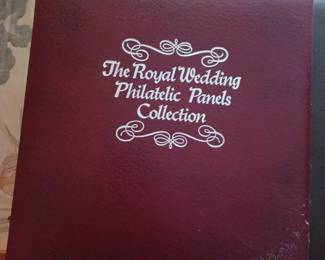 The Royal Wedding
Philatelic Panels
Collection